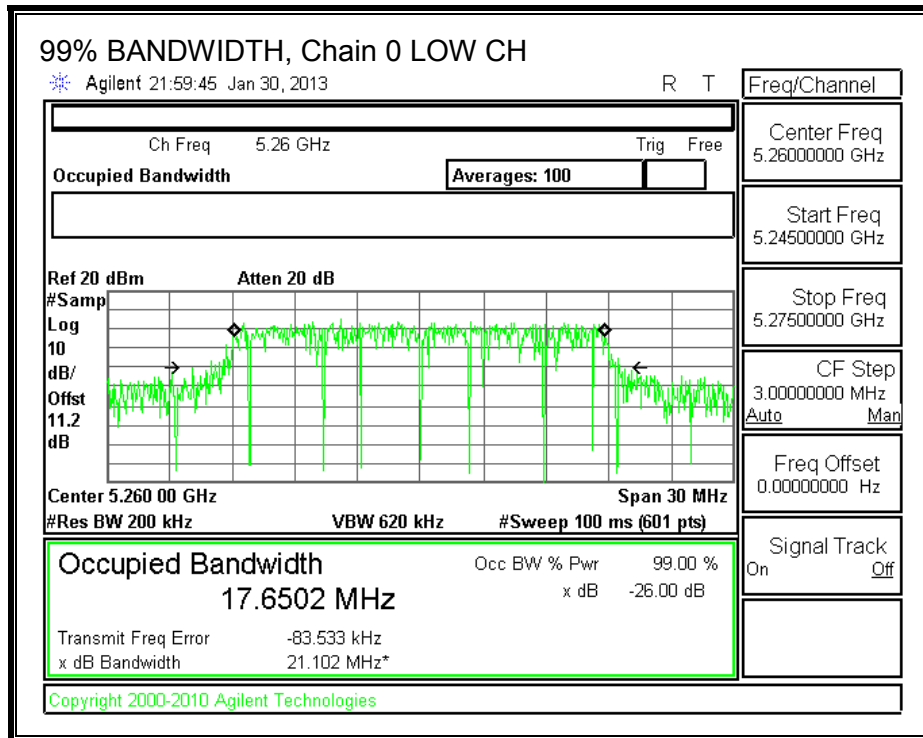 99% BANDWIDTH, Chain 0 LOW CH
Agilent 21:59:45 Jan 30, 2013 R T
Ch Freq 5.26 GHz Trig Free
Occupied Bandwidth Averages: 100
Ref 20 dBm Atten 20 dB
#Samp
Log
10
dB/
Offst
11.2
dB
Center 5.260 00 GHz Span 30 MHz
#Res BW 200 kHz VBW 620 kHz #Sweep 100 ms (601 pts)
Occupied Bandwidth Occ BW % Pwr 99.00 %
17.6502 MHz x dB -26.00 dB
Transmit Freq Error -83.533 kHz
x dB Bandwidth 21.102 MHz*
Copyright 2000-2010 Agilent Technologies
Freq/Channel
Center Freq
5.26000000 GHz
Start Freq
5.24500000 GHz
Stop Freq
5.27500000 GHz
CF Step
3.00000000 MHz
Auto Man
Freq Offset
0.00000000 Hz
Signal Track
On Off